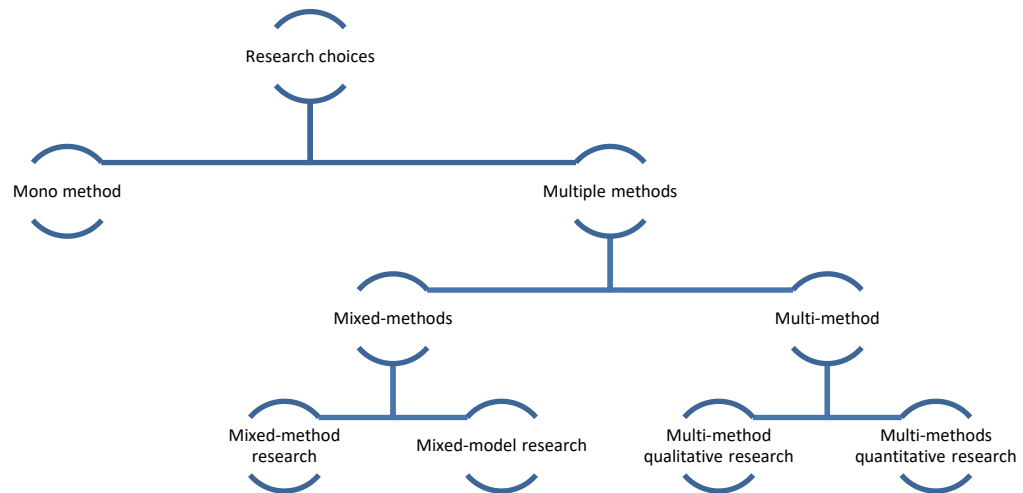 Research choices
Mono method
Multiple methods
Mixed-methods
Multi-method
Mixed-method
research
Mixed-model research
Multi-method
qualitative research
Multi-methods
quantitative research